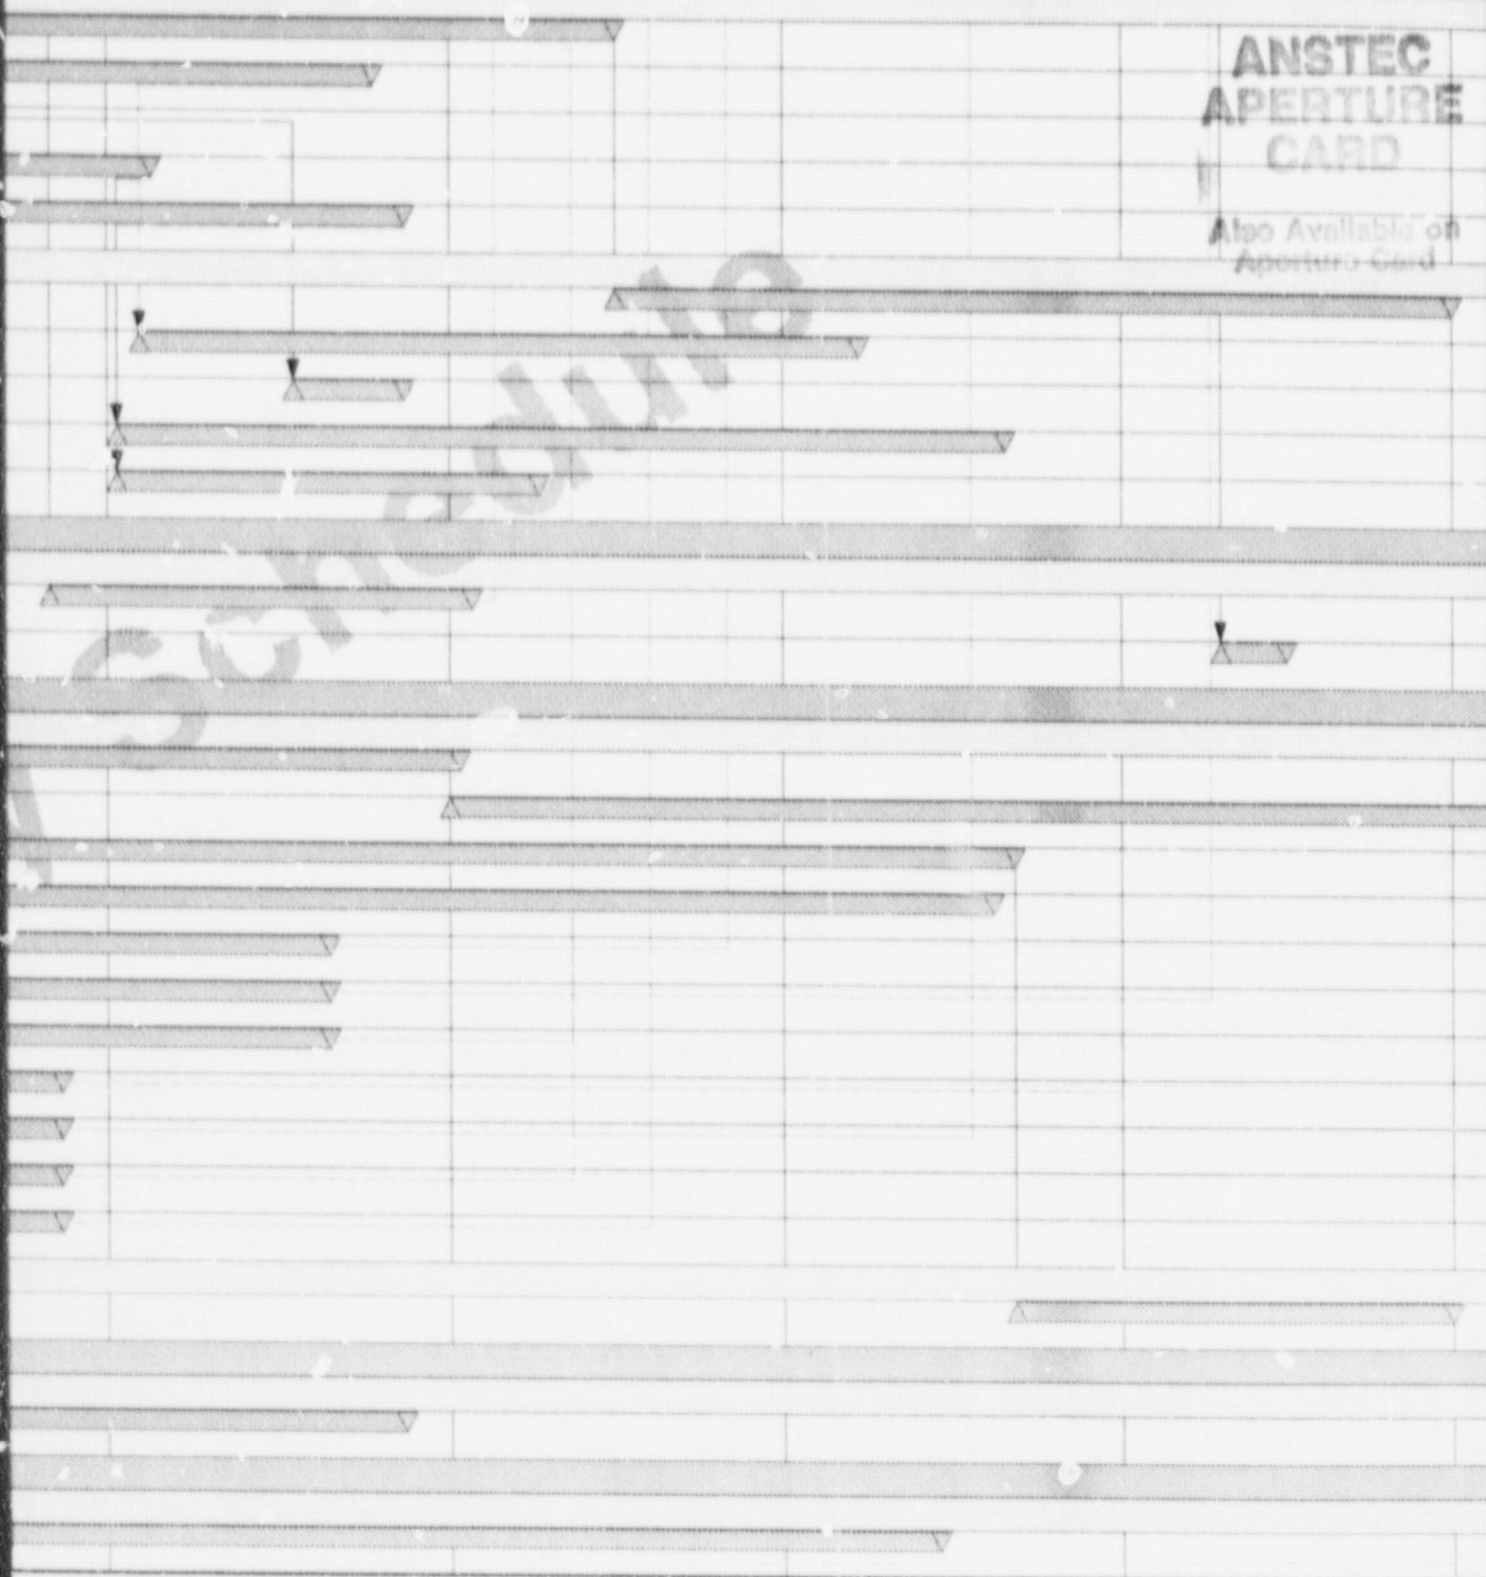 ANSTEC
APERTURE
CARD
Also Available on
Aperture Card
Schedule